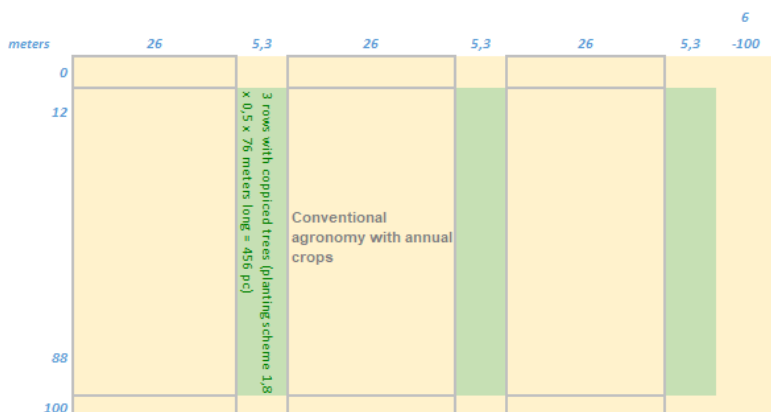 6
meters 26 5,3 26 5,3 26 5,3 -100
0
12
3 rows with coppiced trees (planting scheme 1,8
x 0,5 x 76 meters long = 456 pc)
Conventional
agronomy with annual
crops
88
100